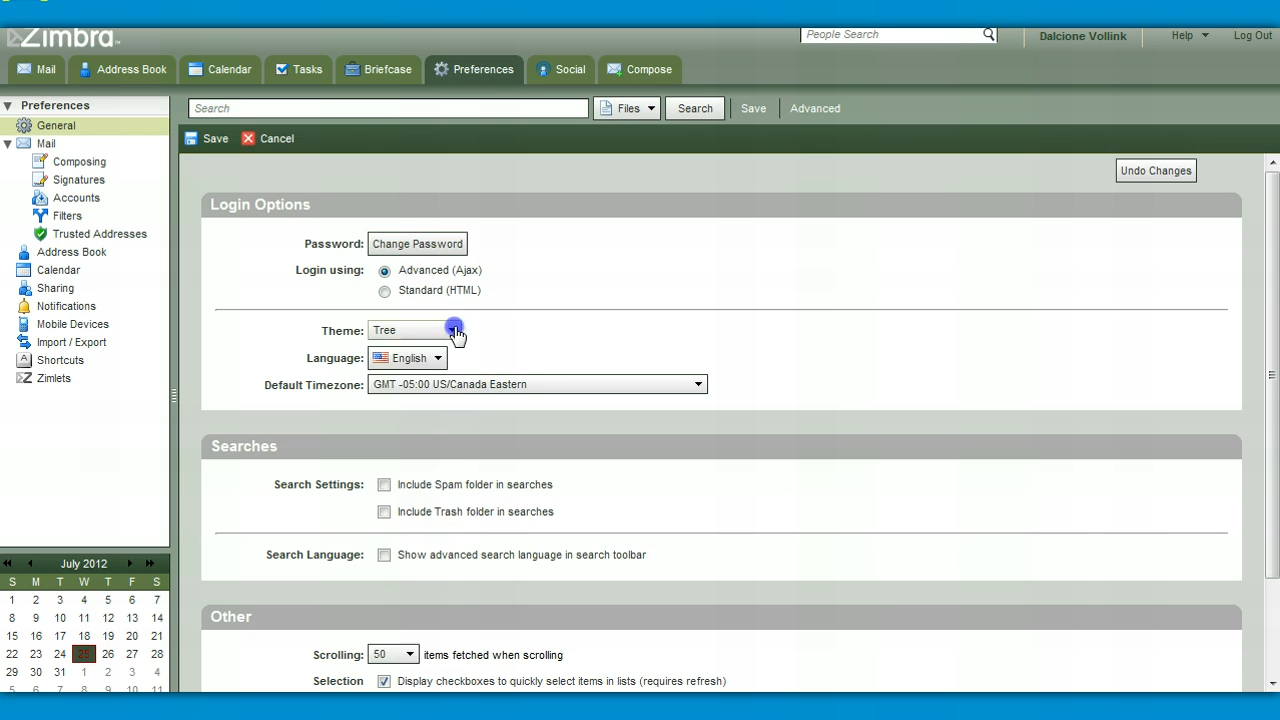 Zimbra
People Search
Dalcione Vollink
Help
Log Out
Mail
Address Book
Calendar
Tasks
Briefcase
Preferences
Social
Compose
Preferences
Search
Files
Search
Save
Advanced
General
Save
Cancel
Mail
Composing
Signatures
Accounts
Filters
Trusted Addresses
Address Book
Calendar
Sharing
Notifications
Mobile Devices
Import / Export
Shortcuts
Zimlets
Undo Changes
Login Options
Password: Change Password
Login using: Advanced (Ajax)
Standard (HTML)
Theme: Tree
Language: English
Default Timezone: GMT -05:00 US/Canada Eastern
Searches
Search Settings: Include Spam folder in searches
Include Trash folder in searches
Search Language: Show advanced search language in search toolbar
Other
Scrolling: 50 items fetched when scrolling
Selection Display checkboxes to quickly select items in lists (requires refresh)
July 2012
S M T W T F S
1 2 3 4 5 6 7
8 9 10 11 12 13 14
15 16 17 18 19 20 21
22 23 24 25 26 27 28
29 30 31 1 2 3 4
5 6 7 8 9 10 11